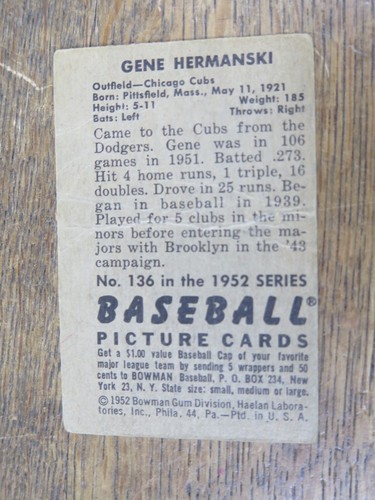 GENE HERMANSKI
Outfield—Chicago Cubs
Born: Pittsfield, Mass., May 11, 1921
Height: 5-11 Weight: 185
Bats: Left Throws: Right
Came to the Cubs from the
Dodgers. Gene was in 106
games in 1951. Batted .273.
Hit 4 home runs, 1 triple, 16
doubles. Drove in 25 runs. Be-
gan in baseball in 1939.
Played for 5 clubs in the mi-
nors before entering the ma-
jors with Brooklyn in the '43
campaign.
No. 136 in the 1952 SERIES
BASEBALL®
PICTURE CARDS
Get a $1.00 value Baseball Cap of your favorite
major league team by sending 5 wrappers and 50
cents to BOWMAN Baseball, P. O. BOX 234, New
York 23, N. Y. State size: small, medium or large.
©1952 Bowman Gum Division, Haelan Labora-
tories, Inc., Phila. 44, Pa.—Ptd. in U. S. A.